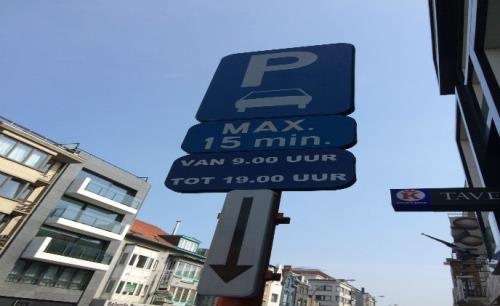 P
MAX.
15 min.
VAN 9.00 UUR
TOT 19.00 UUR
K
TAVE